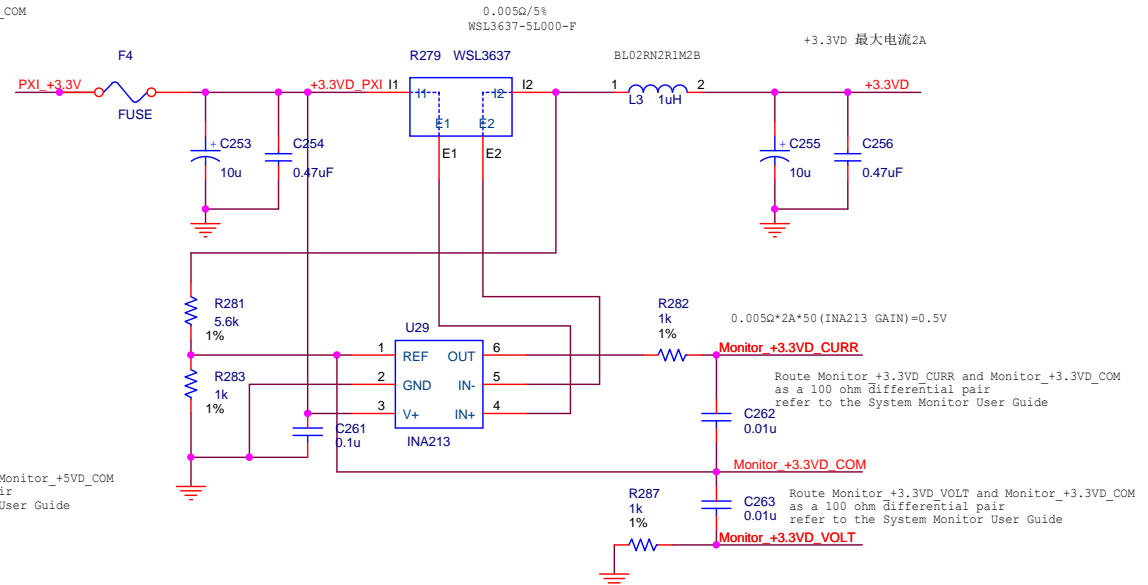 _COM
0.005Ω/5%
WSL3637-5L000-F
+3.3VD 最大电流2A
F4
R279 WSL3637
BL02RN2R1M2B
PXI_+3.3V
+3.3VD_PXI
I1
I1
I2
I2
1
2
+3.3VD
FUSE
L3 1uH
E1
E2
E1
E2
+
C253
10u
C254
0.47uF
+
C255
10u
C256
0.47uF
R281
5.6k
1%
R282
1k
1%
0.005Ω*2A*50(INA213 GAIN)=0.5V
U29
1
REF
OUT
6
Monitor_+3.3VD_CURR
R283
1k
1%
2
GND
IN-
5
3
V+
IN+
4
INA213
Route Monitor_+3.3VD_CURR and Monitor_+3.3VD_COM
as a 100 ohm differential pair
refer to the System Monitor User Guide
C261
0.1u
C262
0.01u
Monitor_+3.3VD_COM
Monitor_+5VD_COM
ir
User Guide
R287
1k
1%
C263
0.01u
Route Monitor_+3.3VD_VOLT and Monitor_+3.3VD_COM
as a 100 ohm differential pair
refer to the System Monitor User Guide
Monitor_+3.3VD_VOLT